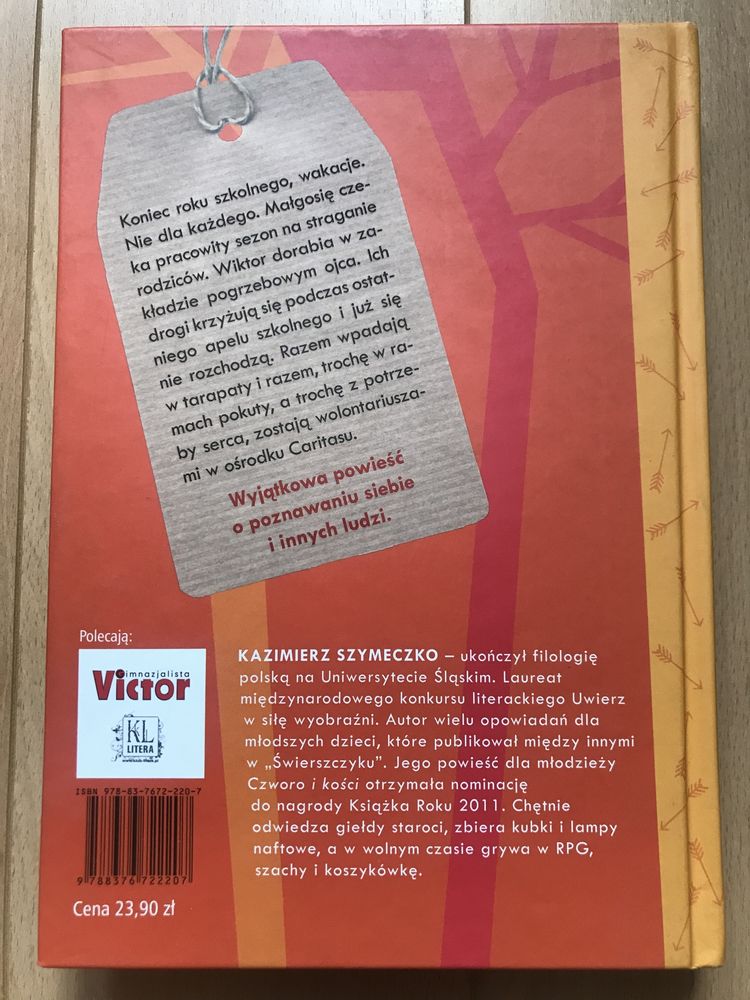 Koniec roku szkolnego, wakacje.
Nie dla każdego. Małgosię cze-
ka pracowity sezon na straganie
rodziców. Wiktor dorabia w za-
kładzie pogrzebowym ojca. Ich
drogi krzyżują się podczas ostat-
niego apelu szkolnego i już się
nie rozchodzą. Razem wpadają
w tarapaty i razem, trochę w ra-
mach pokuty, a trochę z potrze-
by serca, zostają wolontariusza-
mi w ośrodku Caritasu.
Wyjątkowa powieść
o poznawaniu siebie
i innych ludzi.
Polecają:
Gimnazjalista
Victor
KL
LITERA
KAZIMIERZ SZYMECZKO – ukończył filologię
polską na Uniwersytecie Śląskim. Laureat
międzynarodowego konkursu literackiego Uwierz
w siłę wyobraźni. Autor wielu opowiadań dla
młodszych dzieci, które publikował między innymi
w „Świerszczyku”. Jego powieść dla młodzieży
Czworo i kości otrzymała nominację
do nagrody Książka Roku 2011. Chętnie
odwiedza giełdy staroci, zbiera kubki i lampy
naftowe, a w wolnym czasie grywa w RPG,
szachy i koszykówkę.
ISBN 978-83-7672-220-7
9 788376 722207
Cena 23,90 zł